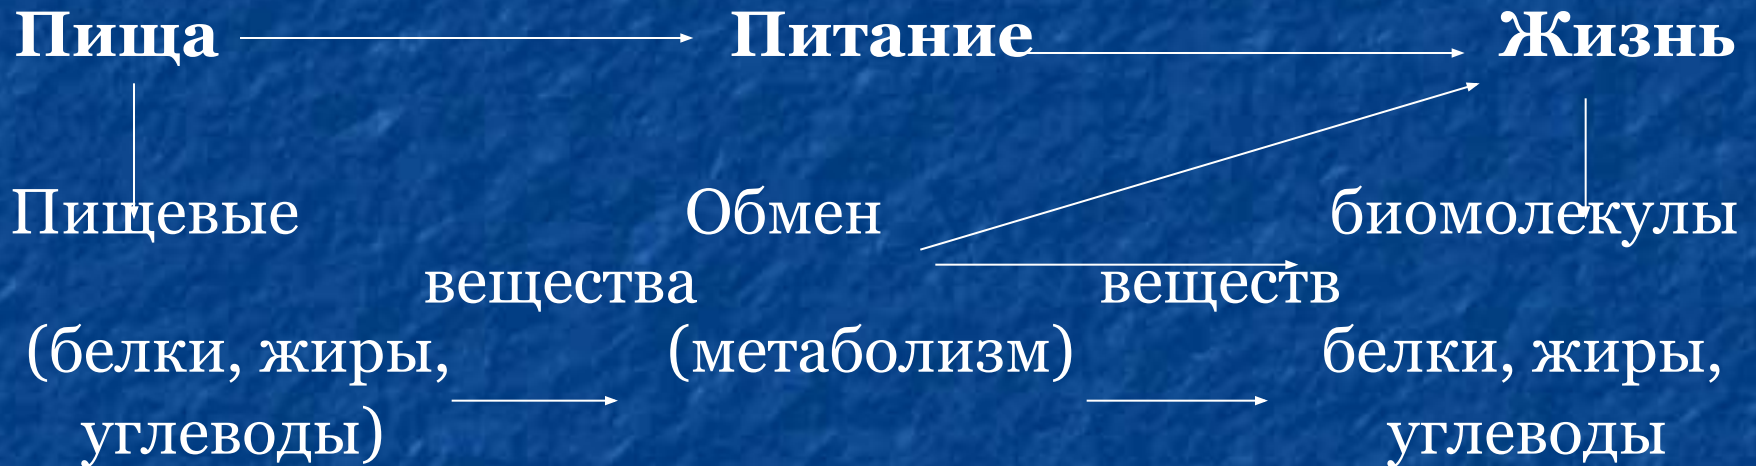 Пища Питание Жизнь
Пищевые Обмен биомолекулы
вещества веществ
(белки, жиры, (метаболизм) белки, жиры,
углеводы) углеводы